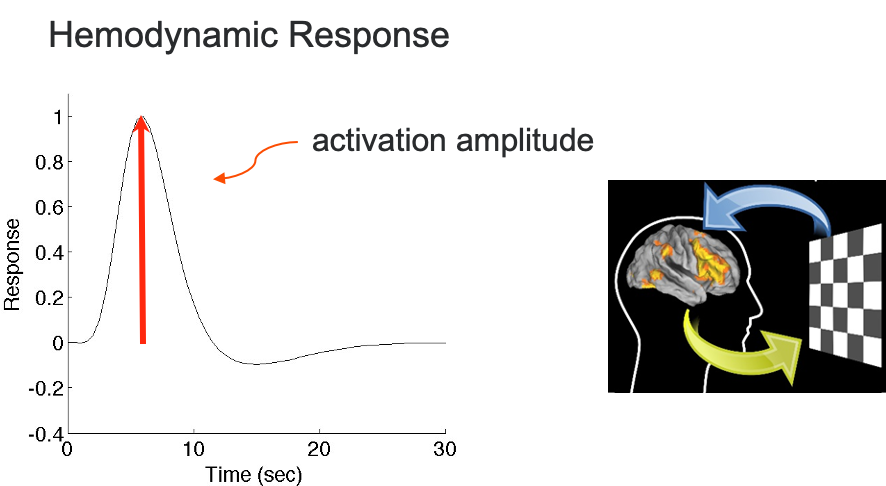 Hemodynamic Response
activation amplitude
Response
1
0.8
0.6
0.4
0.2
0
-0.2
-0.4
0 10 20 30
Time (sec)